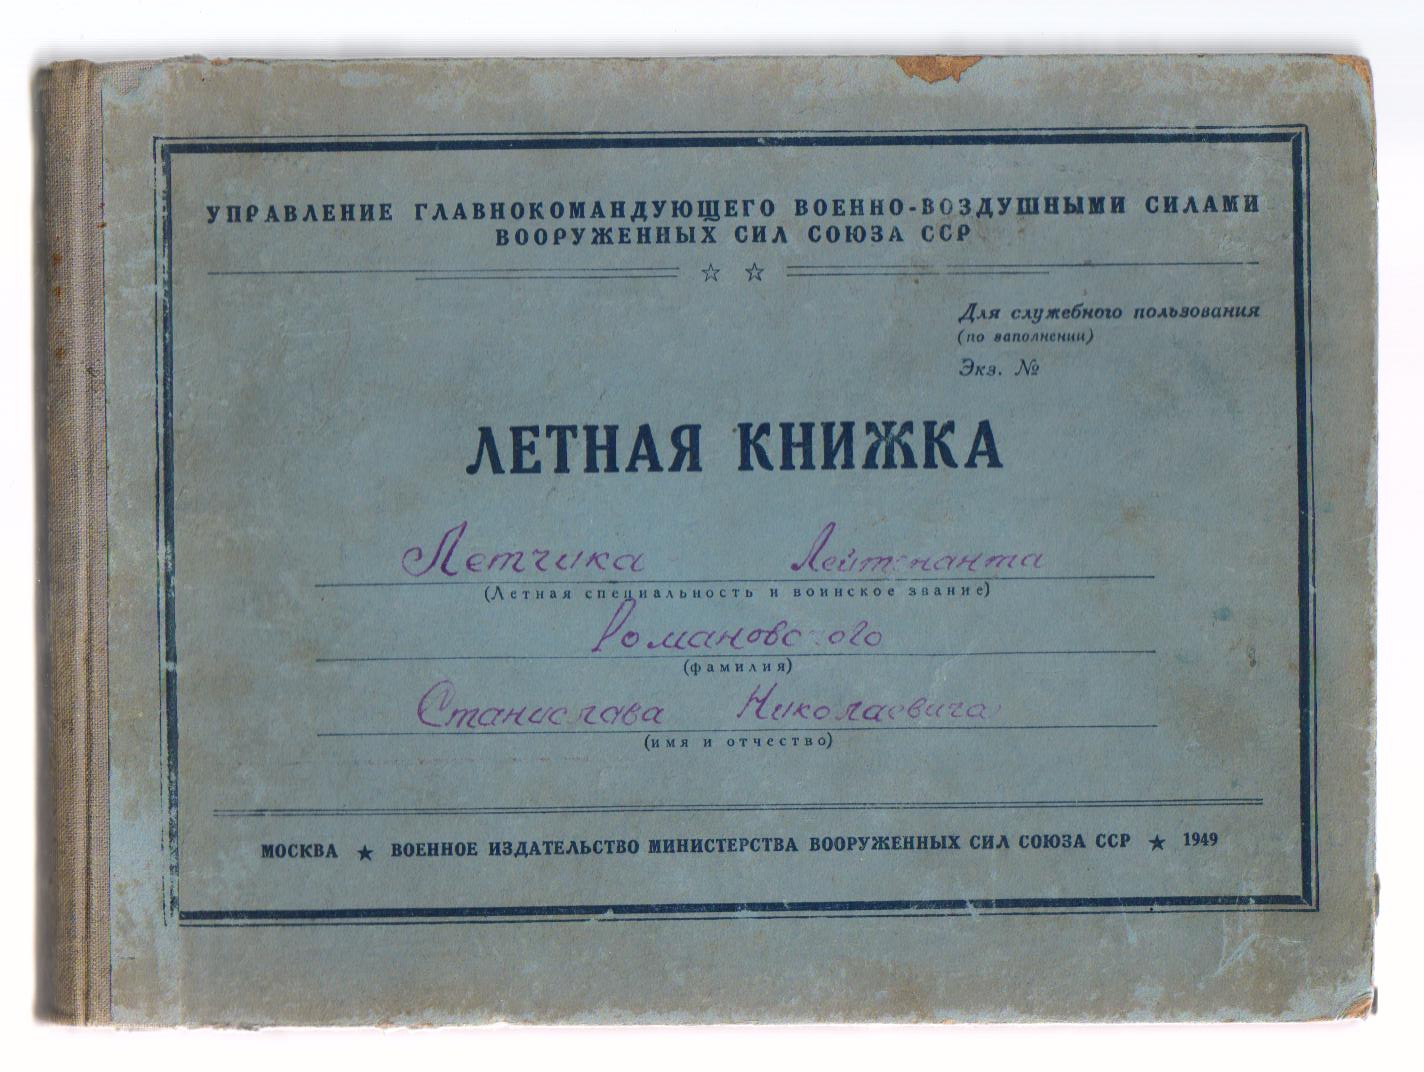 УПРАВЛЕНИЕ ГЛАВНОКОМАНДУЮЩЕГО ВОЕННО-ВОЗДУШНЫМИ СИЛАМИ
ВООРУЖЕННЫХ СИЛ СОЮЗА ССР
Для служебного пользования
(по заполнении)
Экз. №
ЛЕТНАЯ КНИЖКА
Летчика Лейтенанта
(Летная специальность и воинское звание)
Романовского
(фамилия)
Станислава Николаевича
(имя и отчество)
МОСКВА ★ ВОЕННОЕ ИЗДАТЕЛЬСТВО МИНИСТЕРСТВА ВООРУЖЕННЫХ СИЛ СОЮЗА ССР ★ 1949